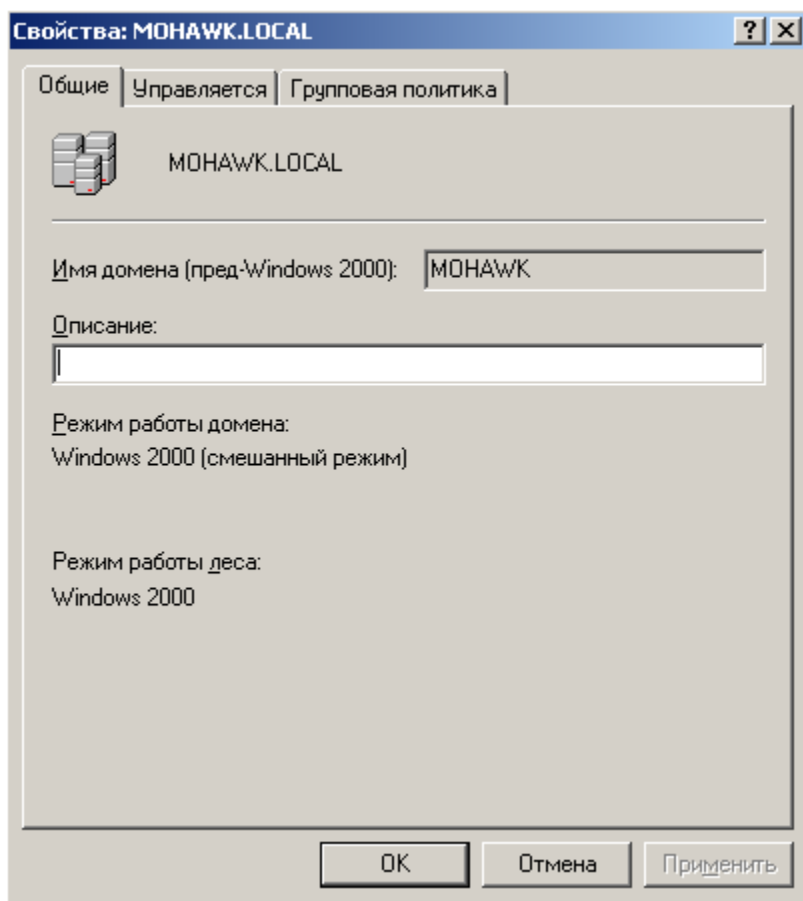 Свойства: MOHAWK.LOCAL
Общие Управляется Групповая политика
MOHAWK.LOCAL
Имя домена (пред-Windows 2000): MOHAWK
Описание:
Режим работы домена:
Windows 2000 (смешанный режим)
Режим работы леса:
Windows 2000
OK Отмена Применить